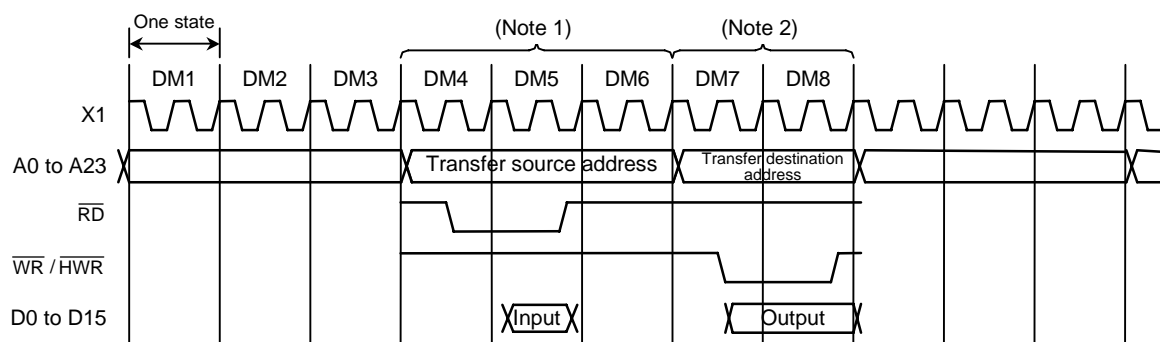 One state
(Note 1)
(Note 2)
DM1 DM2 DM3 DM4 DM5 DM6 DM7 DM8
X1
A0 to A23
Transfer source address
Transfer destination
address
RD
WR / HWR
D0 to D15
Input
Output